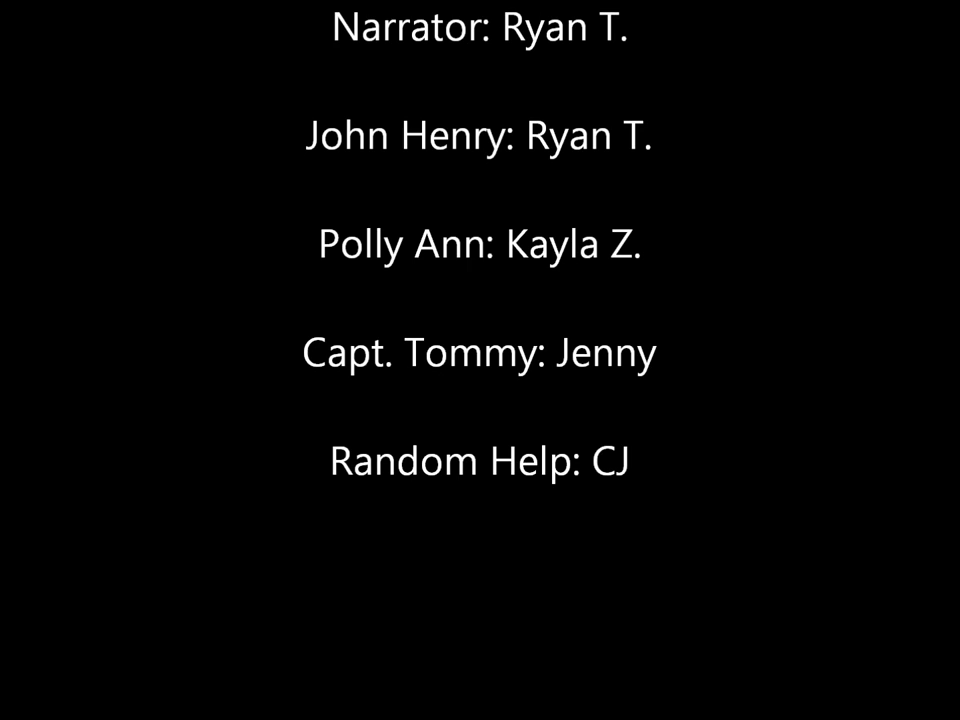 Narrator: Ryan T.
John Henry: Ryan T.
Polly Ann: Kayla Z.
Capt. Tommy: Jenny
Random Help: CJ